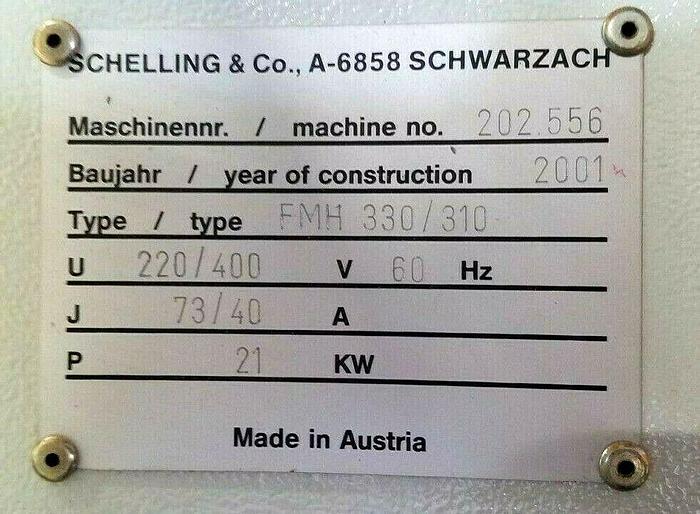 SCHELLING & Co., A-6858 SCHWARZACH
Maschinennr. / machine no. 202.556
Baujahr / year of construction 2001
Type / type FMH 330/310
U 220/400 V 60 Hz
J 73/40 A
P 21 KW
Made in Austria